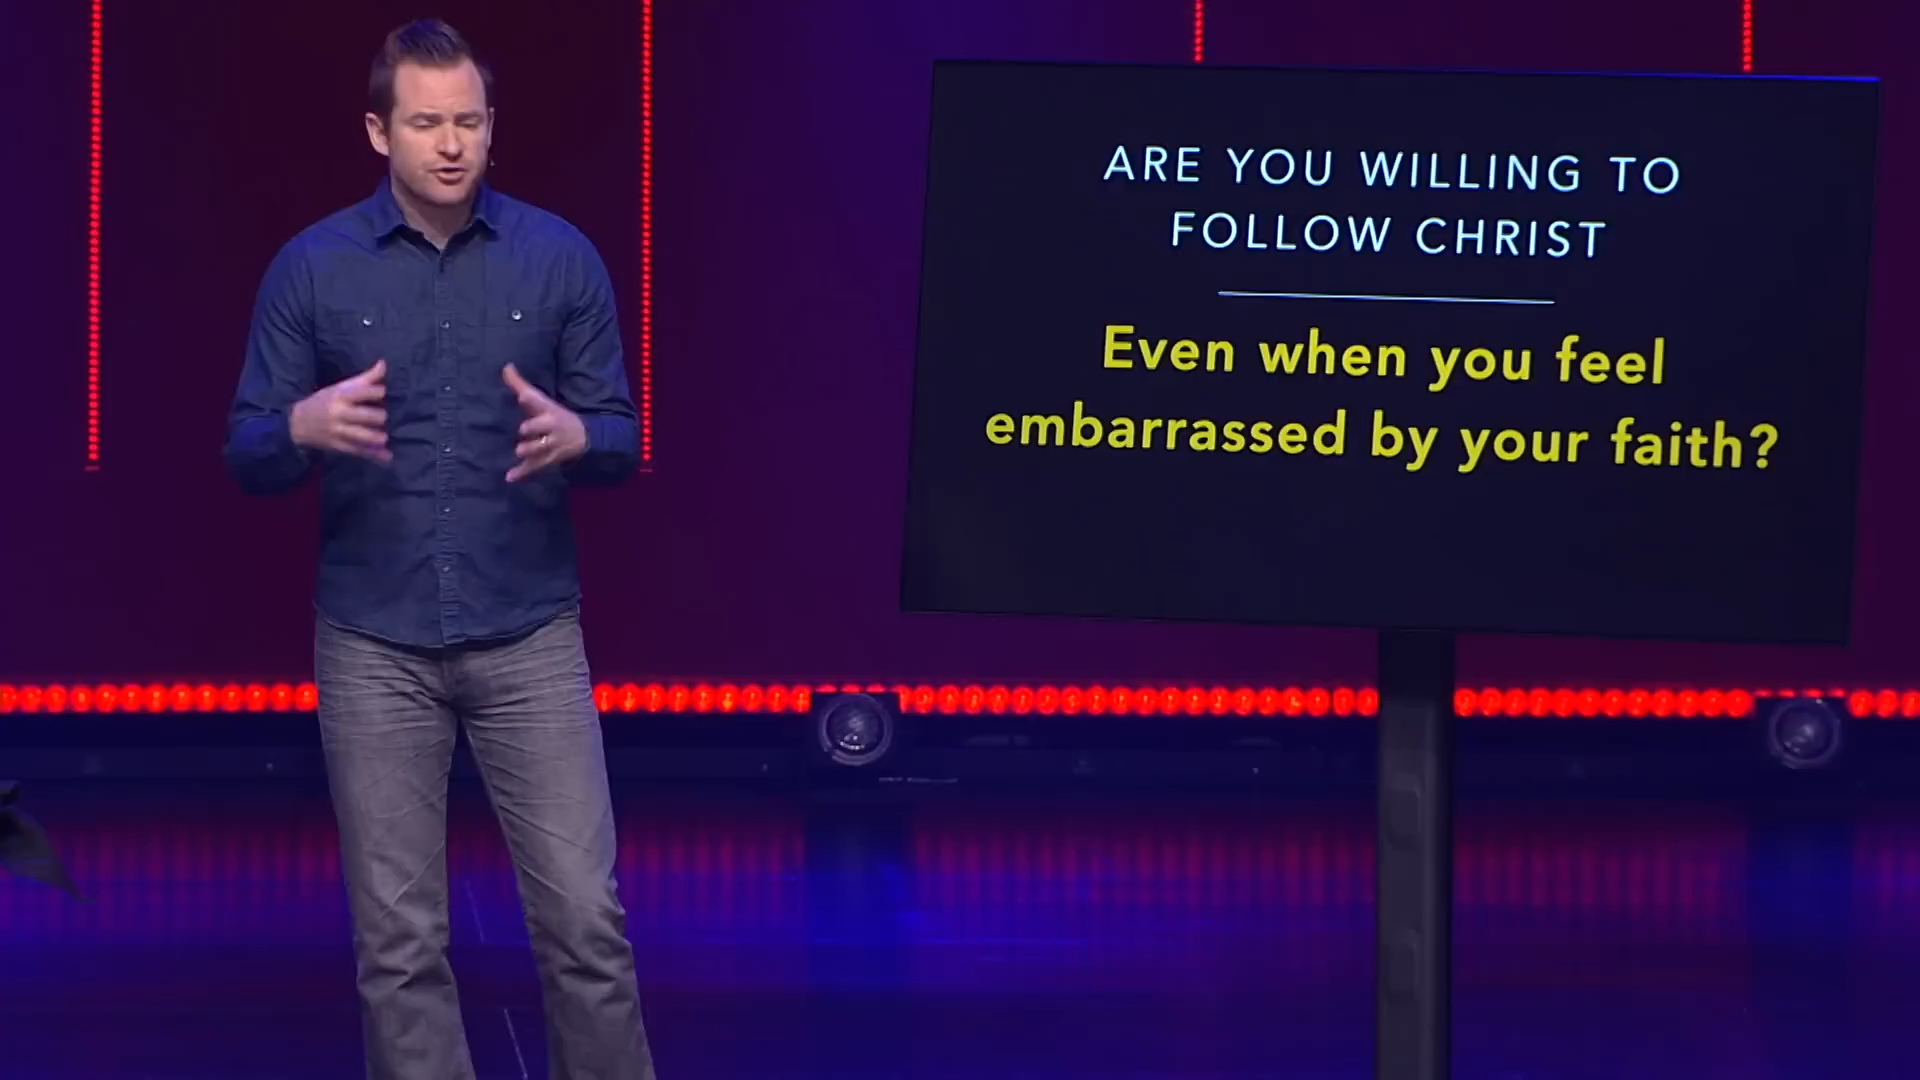 ARE YOU WILLING TO
FOLLOW CHRIST
Even when you feel
embarrassed by your faith?